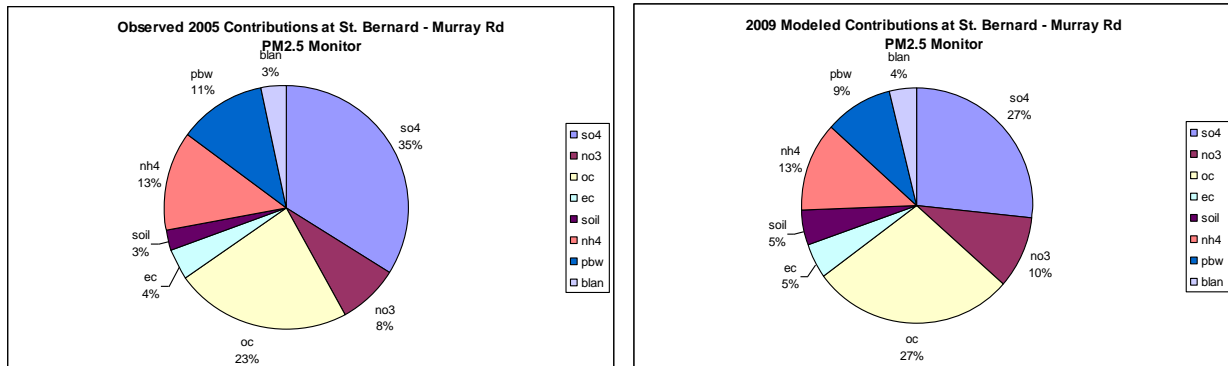 Observed 2005 Contributions at St. Bernard - Murray Rd
PM2.5 Monitor
blan
3%
pbw
11%
so4
35%
nh4
13%
soil
3%
ec
4%
no3
8%
oc
23%
so4
no3
oc
ec
soil
nh4
pbw
blan
2009 Modeled Contributions at St. Bernard - Murray Rd
PM2.5 Monitor
blan
4%
pbw
9%
so4
27%
nh4
13%
soil
5%
ec
5%
no3
10%
oc
27%
so4
no3
oc
ec
soil
nh4
pbw
blan